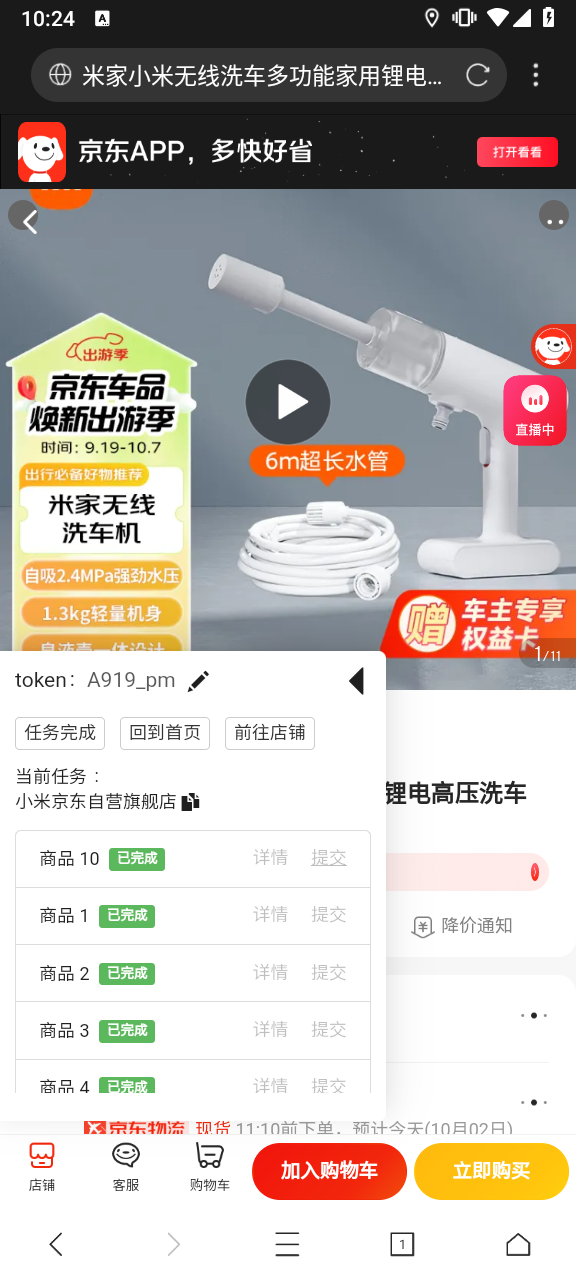 10:24
米家小米无线洗车多功能家用锂电...
京东APP，多快好省
打开看看
出游季
京东车品
焕新出游季
时间：9.19-10.7
出行必备好物推荐
米家无线
洗车机
自吸2.4MPa强劲水压
1.3kg轻量机身
6m超长水管
直播中
赠
车主专享
权益卡
1/11
token： A919_pm
任务完成
回到首页
前往店铺
当前任务：
小米京东自营旗舰店
锂电高压洗车
商品 10 已完成 详情 提交
商品 1 已完成 详情 提交
降价通知
商品 2 已完成 详情 提交
商品 3 已完成 详情 提交
商品 4 已完成 详情 提交
京东物流 现货 11:10前下单，预计今天(10月02日)
店铺
客服
购物车
加入购物车
立即购买
1